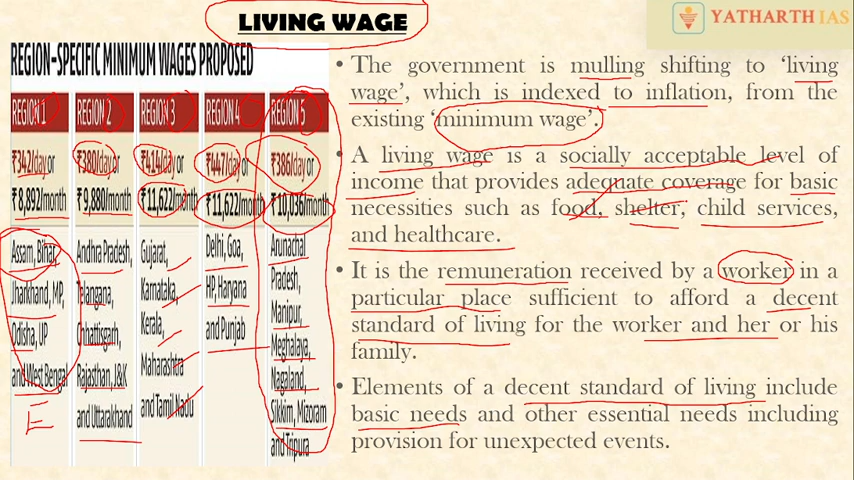 LIVING WAGE
YATHARTH IAS
REGION-SPECIFIC MINIMUM WAGES PROPOSED
REGION 1
₹342/day or
₹8,892/month
Assam, Bihar,
Jharkhand, MP,
Odisha, UP
and West Bengal
E
REGION 2
₹380/day or
₹9,880/month
Andhra Pradesh,
Telangana,
Chhattisgarh,
Rajasthan, J&K
and Uttarakhand
REGION 3
₹414/day or
₹11,622/month
Gujarat,
Karnataka,
Kerala,
Maharashtra
and Tamil Nadu
REGION 4
₹447/day or
₹11,622/month
Delhi, Goa,
HP, Haryana
and Punjab
REGION 5
₹386/day or
₹10,036/month
Arunachal
Pradesh,
Manipur,
Meghalaya,
Nagaland,
Sikkim, Mizoram
and Tripura
• The government is mulling shifting to ‘living
wage’, which is indexed to inflation, from the
existing ‘minimum wage’.
• A living wage is a socially acceptable level of
income that provides adequate coverage for basic
necessities such as food, shelter, child services,
and healthcare.
• It is the remuneration received by a worker in a
particular place sufficient to afford a decent
standard of living for the worker and her or his
family.
• Elements of a decent standard of living include
basic needs and other essential needs including
provision for unexpected events.